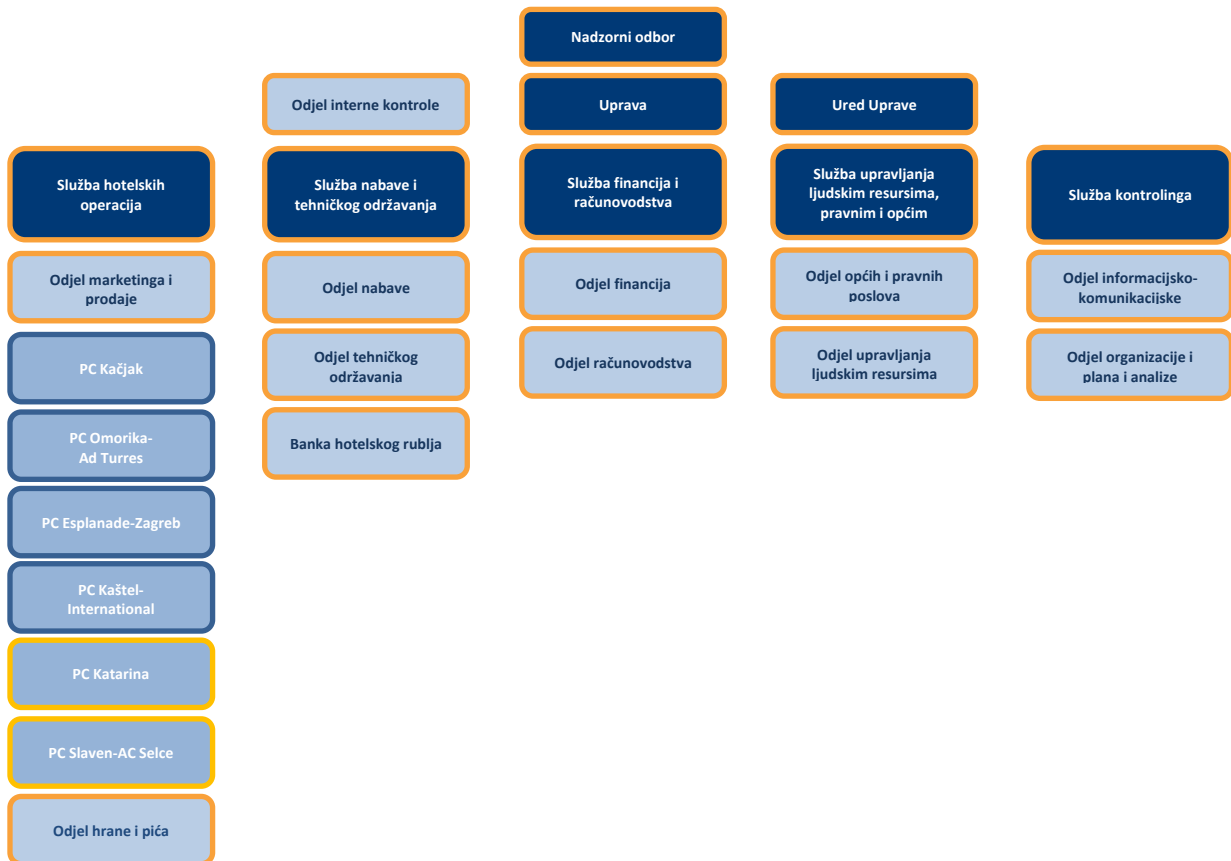 Nadzorni odbor
Odjel interne kontrole
Uprava
Ured Uprave
Služba hotelskih
operacija
Služba nabave i
tehničkog održavanja
Služba financija i
računovodstva
Služba upravljanja
ljudskim resursima,
pravnim i općim
Služba kontrolinga
Odjel marketinga i
prodaje
Odjel nabave
Odjel financija
Odjel općih i pravnih
poslova
Odjel informacijsko-
komunikacijske
PC Kačjak
Odjel tehničkog
održavanja
Odjel računovodstva
Odjel upravljanja
ljudskim resursima
Odjel organizacije i
plana i analize
PC Omorika-
Ad Turres
Banka hotelskog rublja
PC Esplanade-Zagreb
PC Kaštel-
International
PC Katarina
PC Slaven-AC Selce
Odjel hrane i pića